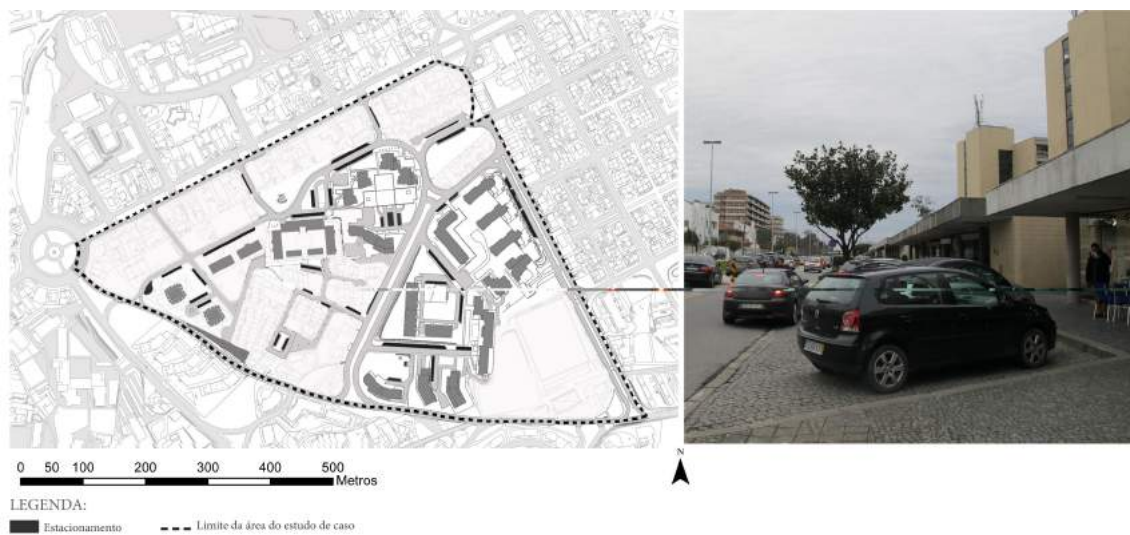 N
0 50 100 200 300 400 500
Metros
LEGENDA:
Estacionamento
Limite da área do estudo de caso